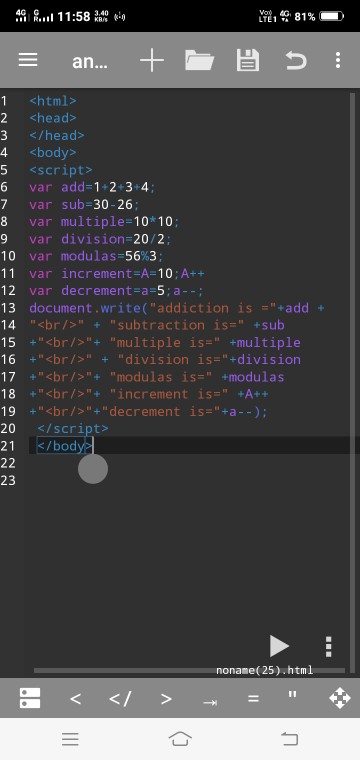 4G G R 11:58 3.40 KB/s Vo) LTE1 4G 81%
an...
1 <html>
2 <head>
3 </head>
4 <body>
5 <script>
6 var add=1+2+3+4;
7 var sub=30-26;
8 var multiple=10*10;
9 var division=20/2;
10 var modulas=56%3;
11 var increment=A=10;A++
12 var decrement=a=5;a--;
13 document.write("addiction is ="+add +
14 "<br/>" + "subtraction is=" +sub
15 +"<br/>"+ "multiple is=" +multiple
16 +"<br/>" + "division is="+division
17 +"<br/>"+ "modulas is=" +modulas
18 +"<br/>"+ "increment is=" +A++
19 +"<br/>"+"decrement is="+a--);
20 </script>
21 </body>
22
23
noname(25).html
< </ > = "